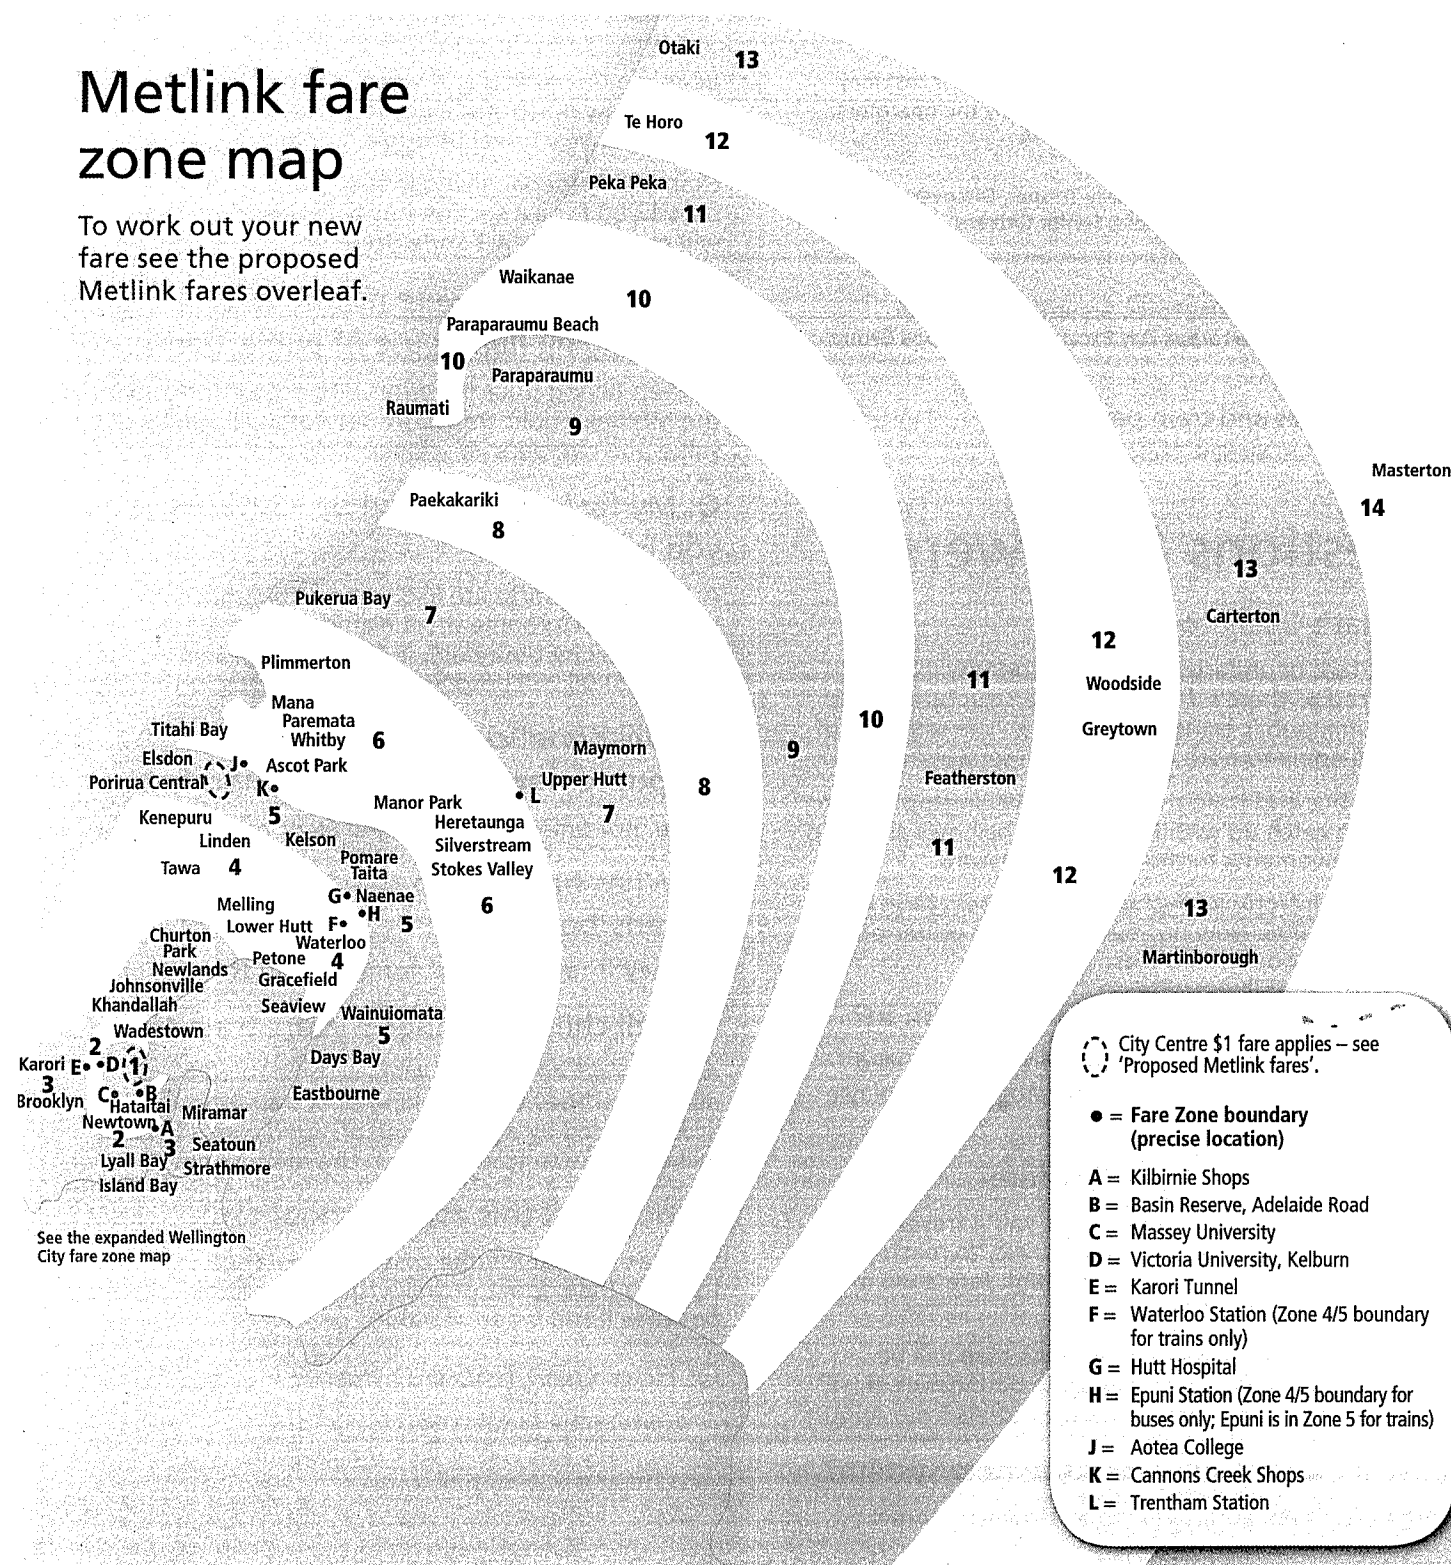 Metlink fare
zone map
To work out your new
fare see the proposed
Metlink fares overleaf.
Otaki
13
Te Horo
12
Peka Peka
11
Waikanae
10
Paraparaumu Beach
10
Paraparaumu
Raumati
9
Masterton
14
Paekakariki
8
13
Carterton
Pukerua Bay
7
12
Woodside
Greytown
Plimmerton
11
Mana
Paremata
Whitby
6
Titahi Bay
10
9
Maymorn
Elsdon
J
Ascot Park
Porirua Central
K
Upper Hutt
L
7
8
Featherston
Manor Park
Heretaunga
Silverstream
Stokes Valley
6
5
Kenepuru
Linden
Kelson
Tawa
4
Pomare
Taita
11
12
G
Naenae
H
5
Melling
Lower Hutt
F
Waterloo
4
13
Martinborough
Churton
Park
Newlands
Johnsonville
Khandallah
Petone
Gracefield
Seaview
Wainuiomata
5
Wadestown
Days Bay
2
Karori
E
D
1
3
Brooklyn
C
B
Hataitai
Eastbourne
Miramar
Newtown
A
2
3
Seatoun
Lyall Bay
Strathmore
Island Bay
See the expanded Wellington
City fare zone map
City Centre $1 fare applies – see
'Proposed Metlink fares'.
• = Fare Zone boundary
(precise location)
A = Kilbirnie Shops
B = Basin Reserve, Adelaide Road
C = Massey University
D = Victoria University, Kelburn
E = Karori Tunnel
F = Waterloo Station (Zone 4/5 boundary
for trains only)
G = Hutt Hospital
H = Epuni Station (Zone 4/5 boundary for
buses only; Epuni is in Zone 5 for trains)
J = Aotea College
K = Cannons Creek Shops
L = Trentham Station